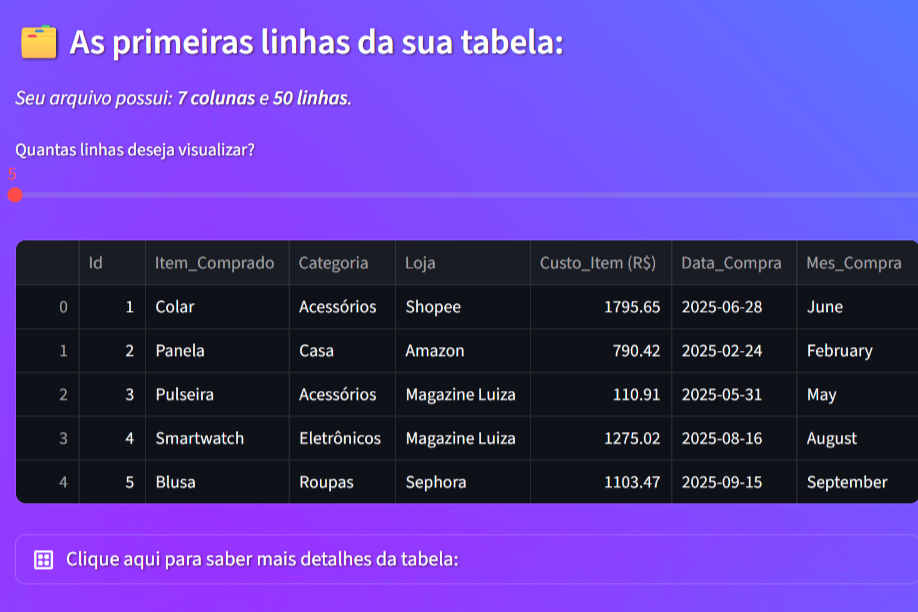 As primeiras linhas da sua tabela:
Seu arquivo possui: 7 colunas e 50 linhas.
Quantas linhas deseja visualizar?
5
Id Item_Comprado Categoria Loja Custo_Item (R$) Data_Compra Mes_Compra
0 1 Colar Acessórios Shopee 1795.65 2025-06-28 June
1 2 Panela Casa Amazon 790.42 2025-02-24 February
2 3 Pulseira Acessórios Magazine Luiza 110.91 2025-05-31 May
3 4 Smartwatch Eletrônicos Magazine Luiza 1275.02 2025-08-16 August
4 5 Blusa Roupas Sephora 1103.47 2025-09-15 September
Clique aqui para saber mais detalhes da tabela: